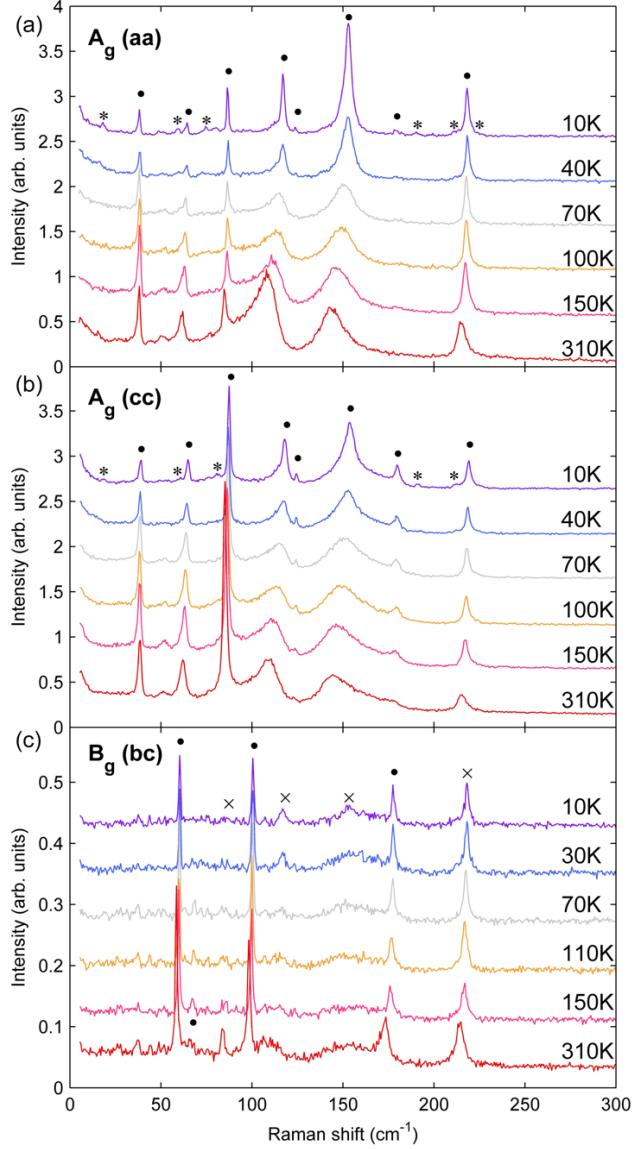 (a)
A_g (aa)
4
3.5
3
2.5
2
1.5
1
0.5
0
Intensity (arb. units)
* * * * * *
10K
40K
70K
100K
150K
310K
(b)
A_g (cc)
3.5
3
2.5
2
1.5
1
0.5
0
Intensity (arb. units)
* * * * *
10K
40K
70K
100K
150K
310K
(c)
B_g (bc)
0.5
0.4
0.3
0.2
0.1
0
Intensity (arb. units)
× × × ×
10K
30K
70K
110K
150K
310K
0 50 100 150 200 250 300
Raman shift (cm⁻¹)